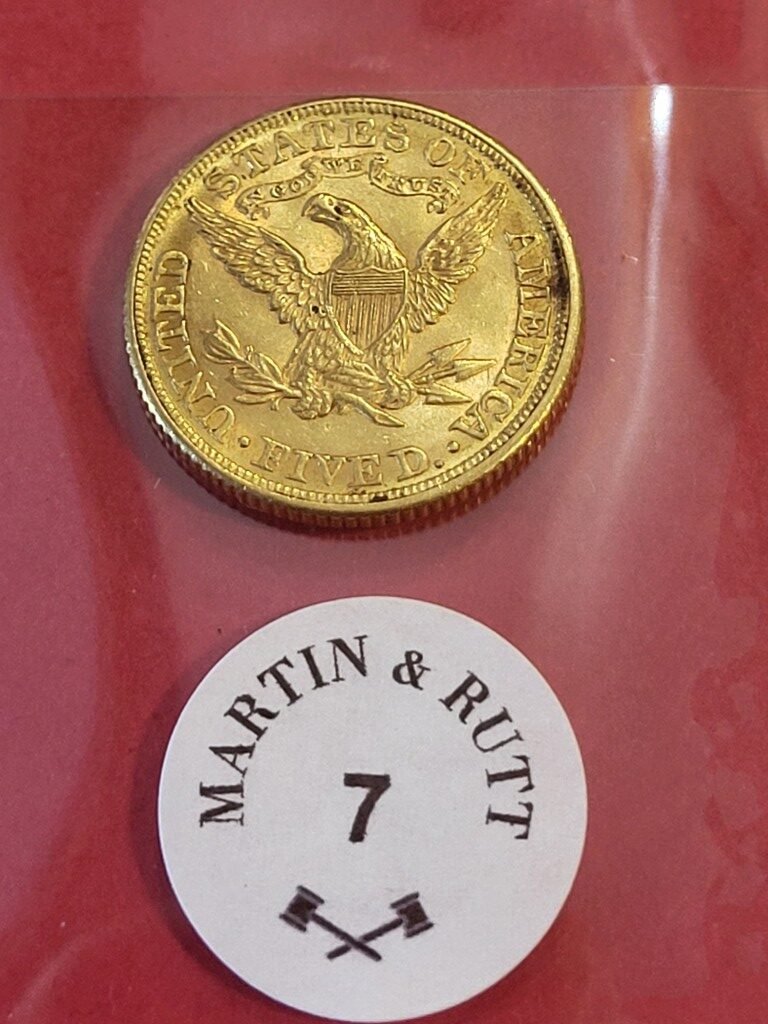 UNITED STATES OF AMERICA
IN GOD WE TRUST
· FIVE D. ·
MARTIN & RUTT
7